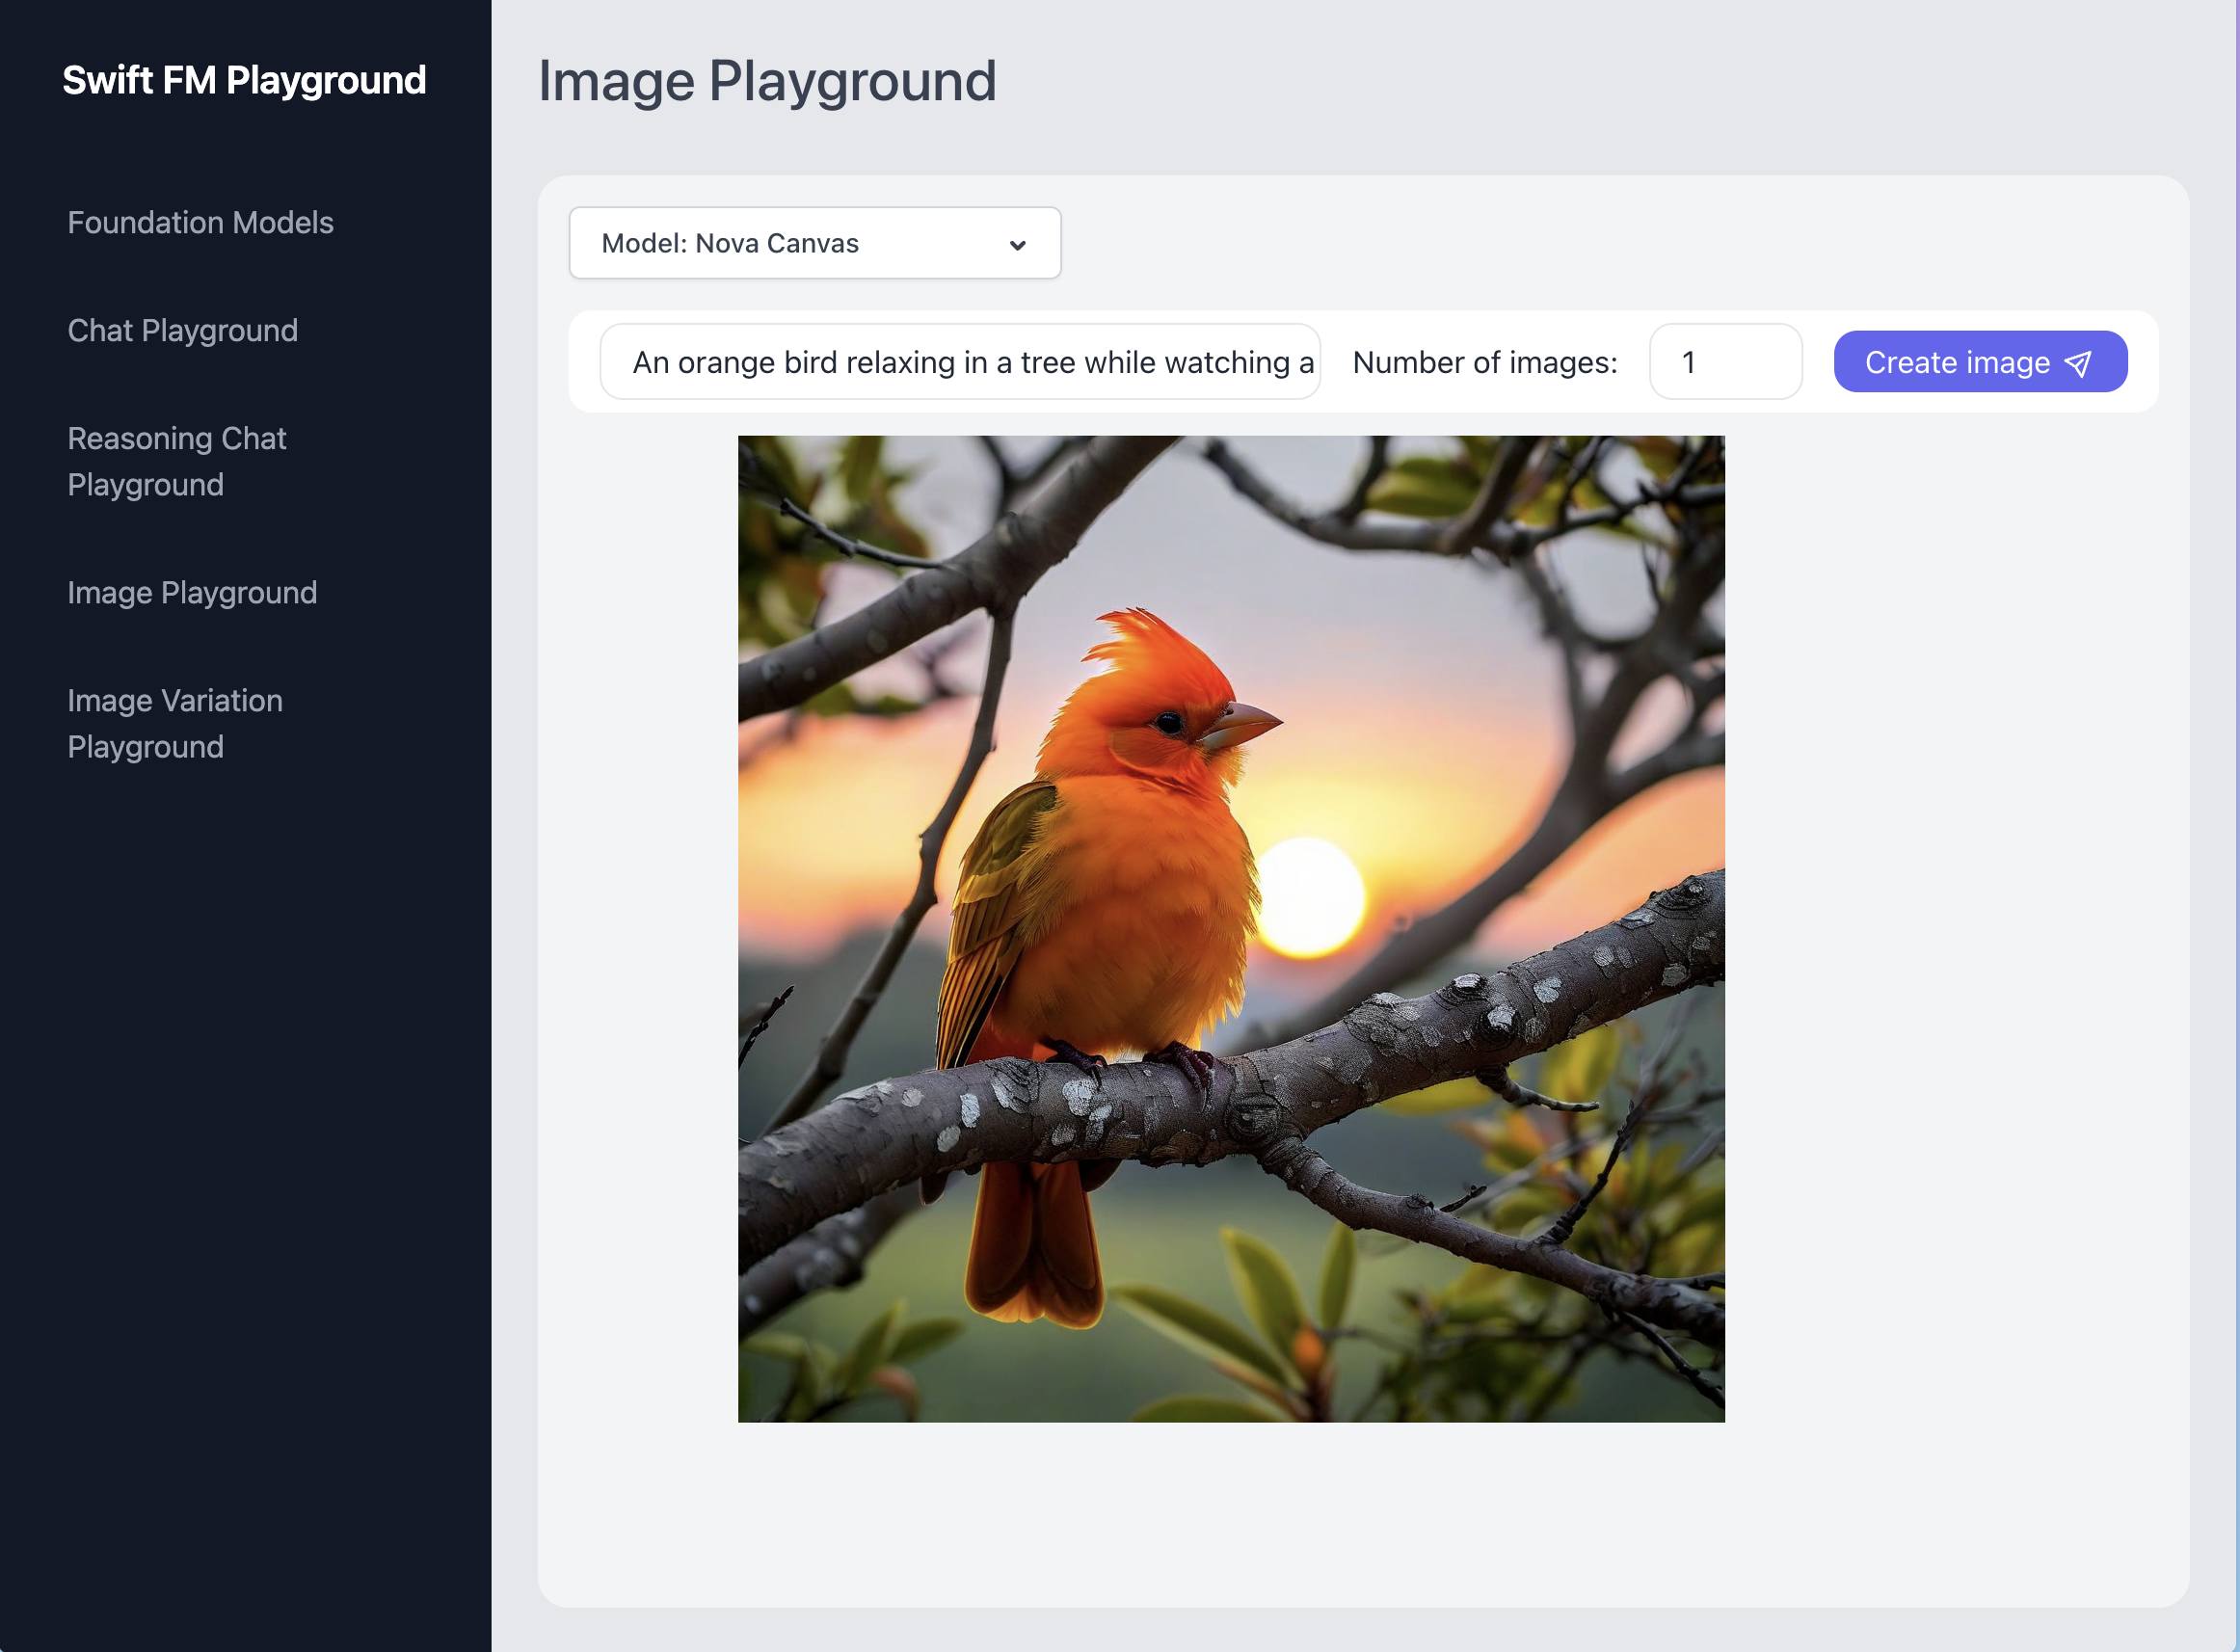 Swift FM Playground
Foundation Models
Chat Playground
Reasoning Chat
Playground
Image Playground
Image Variation
Playground
Image Playground
Model: Nova Canvas
An orange bird relaxing in a tree while watching a
Number of images:
1
Create image